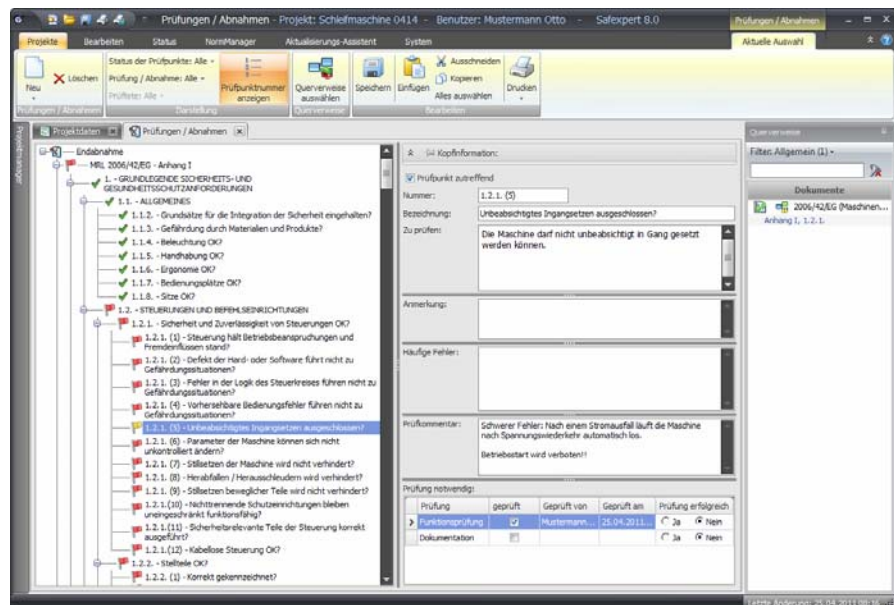 Prüfungen / Abnahmen - Projekt: Schleifmaschine 0414 - Benutzer: Mustermann Otto - Safexpert 8.0
Prüfungen / Abnahmen
Projekte Bearbeiten Status NormManager Aktualisierungs-Assistent System Aktuelle Auswahl
Neu
Löschen
Prüfungen / Abnahmen
Status der Prüfpunkte: Alle
Prüfung / Abnahme: Alle
Prüfliste: Alle
Prüfpunktnummer
anzeigen
Darstellung
Querverweise
auswählen
Querverweise
Speichern
Einfügen
Ausschneiden
Kopieren
Alles auswählen
Drucken
Bearbeiten
Projektmanager
Projektdaten
Prüfungen / Abnahmen
Endabnahme
MRL 2006/42/EG - Anhang I
1. - GRUNDLEGENDE SICHERHEITS- UND
GESUNDHEITSSCHUTZANFORDERUNGEN
1.1. - ALLGEMEINES
1.1.2. - Grundsätze für die Integration der Sicherheit eingehalten?
1.1.3. - Gefährdung durch Materialien und Produkte?
1.1.4. - Beleuchtung OK?
1.1.5. - Handhabung OK?
1.1.6. - Ergonomie OK?
1.1.7. - Bedienungsplätze OK?
1.1.8. - Sitze OK?
1.2. - STEUERUNGEN UND BEFEHLSEINRICHTUNGEN
1.2.1. - Sicherheit und Zuverlässigkeit von Steuerungen OK?
1.2.1. (1) - Steuerung hält Betriebsbeanspruchungen und
Fremdeinflüssen stand?
1.2.1. (2) - Defekt der Hard- oder Software führt nicht zu
Gefährdungssituationen?
1.2.1. (3) - Fehler in der Logik des Steuerkreises führen nicht zu
Gefährdungssituationen?
1.2.1. (4) - Vorhersehbare Bedienungsfehler führen nicht zu
Gefährdungssituationen?
1.2.1. (5) - Unbeabsichtigtes Ingangsetzen ausgeschlossen?
1.2.1. (6) - Parameter der Maschine können sich nicht
unkontrolliert ändern?
1.2.1. (7) - Stillsetzen der Maschine wird nicht verhindert?
1.2.1. (8) - Herabfallen / Herausschleudern wird verhindert?
1.2.1. (9) - Stillsetzen beweglicher Teile wird nicht verhindert?
1.2.1.(10) - Nichttrennende Schutzeinrichtungen bleiben
uneingeschränkt funktionsfähig?
1.2.1.(11) - Sicherheitsrelevante Teile der Steuerung korrekt
ausgeführt?
1.2.1.(12) - Kabellose Steuerung OK?
1.2.2. - Stellteile OK?
1.2.2. (1) - Korrekt gekennzeichnet?
Kopfinformation:
Prüfpunkt zutreffend
Nummer: 1.2.1. (5)
Bezeichnung: Unbeabsichtigtes Ingangsetzen ausgeschlossen?
Zu prüfen: Die Maschine darf nicht unbeabsichtigt in Gang gesetzt
werden können.
Anmerkung:
Häufige Fehler:
Prüfkommentar: Schwerer Fehler: Nach einem Stromausfall läuft die Maschine
nach Spannungswiederkehr automatisch los.
Betriebsstart wird verboten!!
Prüfung notwendig:
Prüfung geprüft Geprüft von Geprüft am Prüfung erfolgreich
Funktionsprüfung Mustermann... 25.04.2011... Ja Nein
Dokumentation Ja Nein
Querverweise
Filter: Allgemein (1)
Dokumente
2006/42/EG (Maschinen...
Anhang I, 1.2.1.
Letzte Änderung: 25.04.2011 08:16